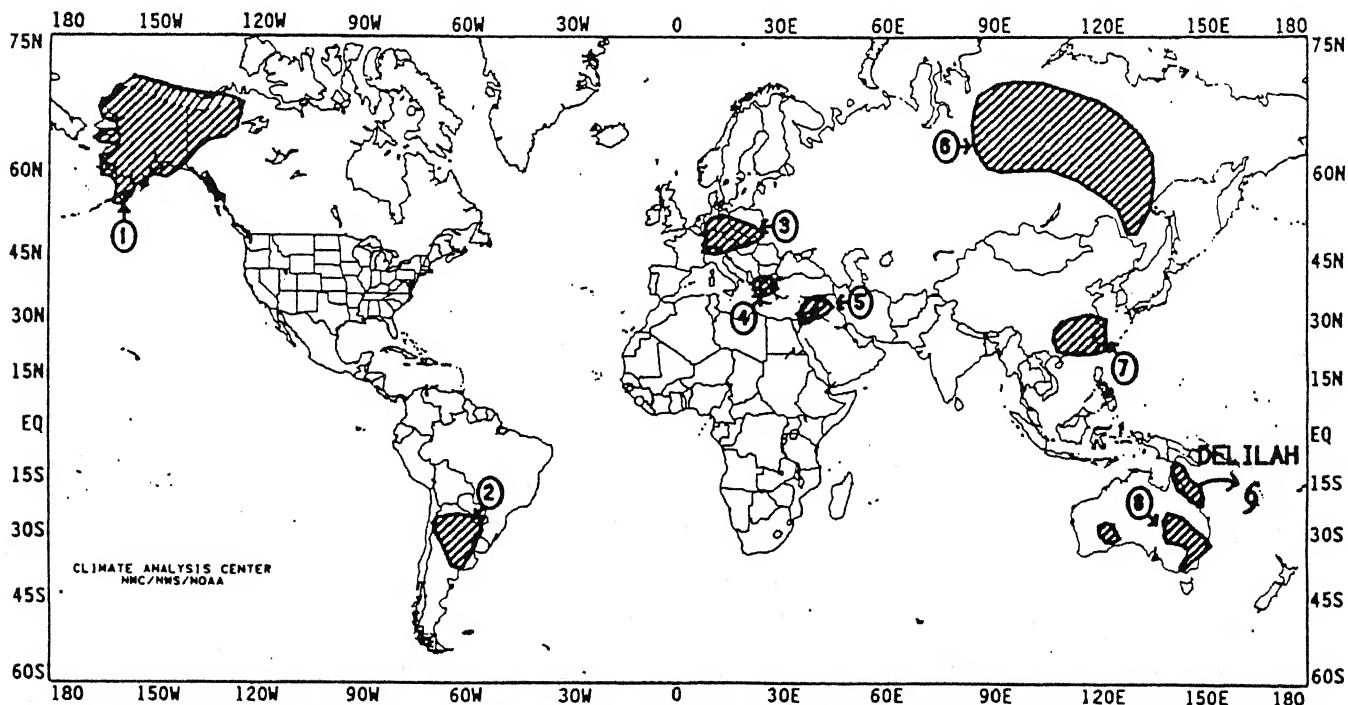 180 150W 120W 90W 60W 30W 0 30E 60E 90E 120E 150E 180
75N 75N
60N 60N
45N 45N
30N 30N
15N 15N
EQ EQ
15S 15S
30S 30S
45S 45S
60S 60S
1
2
3
4
5
6
7
8
DELILAH
CLIMATE ANALYSIS CENTER
NMC/NWS/NOAA
180 150W 120W 90W 60W 30W 0 30E 60E 90E 120E 150E 180